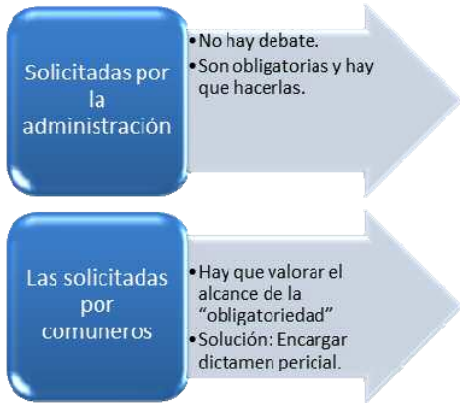 Solicitadas por
la
administración
•No hay debate.
•Son obligatorias y hay
que hacerlas.
Las solicitadas
por
comuneros
•Hay que valorar el
alcance de la
“obligatoriedad”
•Solución: Encargar
dictamen pericial.